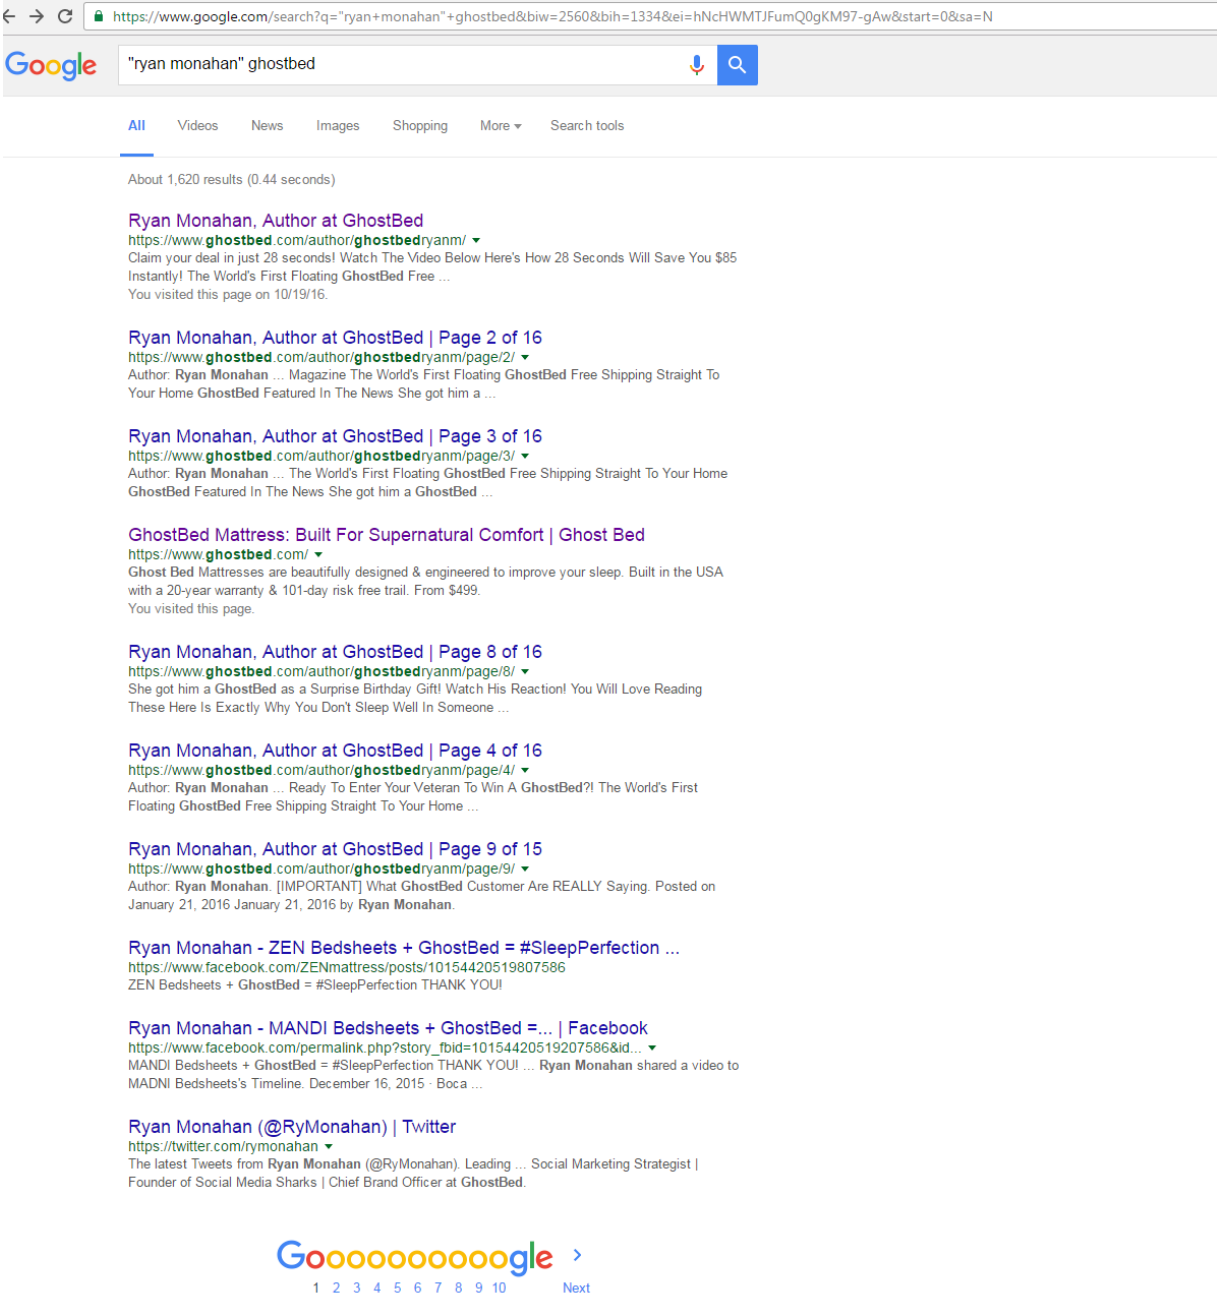 https://www.google.com/search?q="ryan+monahan"+ghostbed&biw=2560&bih=1334&ei=hNcHWMTJFumQ0gKM97-gAw&start=0&sa=N
Google "ryan monahan" ghostbed
All Videos News Images Shopping More Search tools
About 1,620 results (0.44 seconds)
Ryan Monahan, Author at GhostBed
https://www.ghostbed.com/author/ghostbedryanm/
Claim your deal in just 28 seconds! Watch The Video Below Here's How 28 Seconds Will Save You $85
Instantly! The World's First Floating GhostBed Free ...
You visited this page on 10/19/16.
Ryan Monahan, Author at GhostBed | Page 2 of 16
https://www.ghostbed.com/author/ghostbedryanm/page/2/
Author: Ryan Monahan ... Magazine The World's First Floating GhostBed Free Shipping Straight To
Your Home GhostBed Featured In The News She got him a ...
Ryan Monahan, Author at GhostBed | Page 3 of 16
https://www.ghostbed.com/author/ghostbedryanm/page/3/
Author: Ryan Monahan ... The World's First Floating GhostBed Free Shipping Straight To Your Home
GhostBed Featured In The News She got him a GhostBed ...
GhostBed Mattress: Built For Supernatural Comfort | Ghost Bed
https://www.ghostbed.com/
Ghost Bed Mattresses are beautifully designed & engineered to improve your sleep. Built in the USA
with a 20-year warranty & 101-day risk free trail. From $499.
You visited this page.
Ryan Monahan, Author at GhostBed | Page 8 of 16
https://www.ghostbed.com/author/ghostbedryanm/page/8/
She got him a GhostBed as a Surprise Birthday Gift! Watch His Reaction! You Will Love Reading
These Here Is Exactly Why You Don't Sleep Well In Someone ...
Ryan Monahan, Author at GhostBed | Page 4 of 16
https://www.ghostbed.com/author/ghostbedryanm/page/4/
Author: Ryan Monahan ... Ready To Enter Your Veteran To Win A GhostBed?! The World's First
Floating GhostBed Free Shipping Straight To Your Home ...
Ryan Monahan, Author at GhostBed | Page 9 of 15
https://www.ghostbed.com/author/ghostbedryanm/page/9/
Author: Ryan Monahan. [IMPORTANT] What GhostBed Customer Are REALLY Saying. Posted on
January 21, 2016 January 21, 2016 by Ryan Monahan.
Ryan Monahan - ZEN Bedsheets + GhostBed = #SleepPerfection ...
https://www.facebook.com/ZENmattress/posts/10154420519807586
ZEN Bedsheets + GhostBed = #SleepPerfection THANK YOU!
Ryan Monahan - MANDI Bedsheets + GhostBed =... | Facebook
https://www.facebook.com/permalink.php?story_fbid=10154420519207586&id...
MANDI Bedsheets + GhostBed = #SleepPerfection THANK YOU! ... Ryan Monahan shared a video to
MADNI Bedsheets's Timeline. December 16, 2015 · Boca ...
Ryan Monahan (@RyMonahan) | Twitter
https://twitter.com/rymonahan
The latest Tweets from Ryan Monahan (@RyMonahan). Leading ... Social Marketing Strategist |
Founder of Social Media Sharks | Chief Brand Officer at GhostBed.
Goooooooooogle >
1 2 3 4 5 6 7 8 9 10 Next